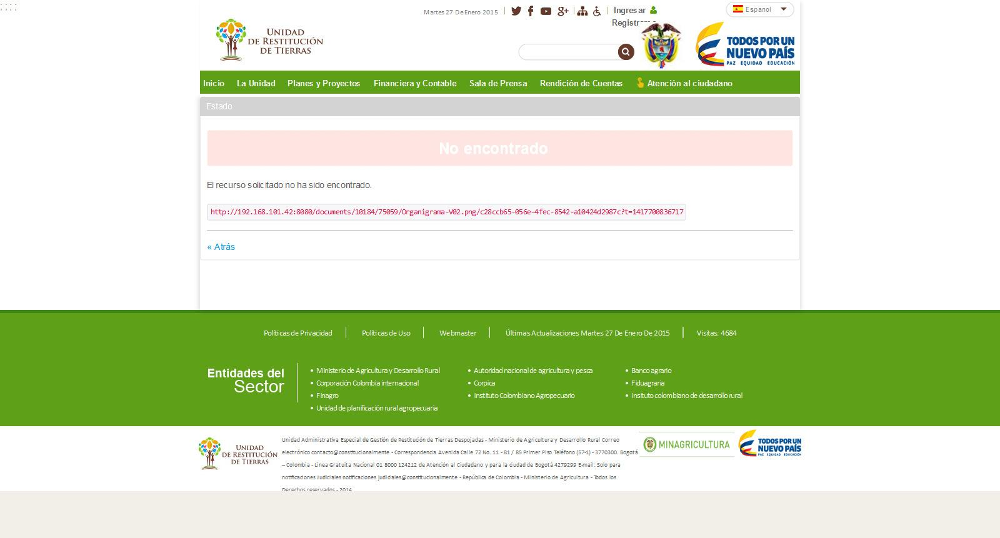 ; ; ; ;
Martes 27 De Enero 2015
Ingresar
Español
UNIDAD
DE RESTITUCIÓN
DE TIERRAS
TODOS POR UN
NUEVO PAÍS
PAZ EQUIDAD EDUCACIÓN
Inicio La Unidad Planes y Proyectos Financiera y Contable Sala de Prensa Rendición de Cuentas Atención al ciudadano
Estado
No encontrado
El recurso solicitado no ha sido encontrado.
http://192.168.101.42:8080/documents/10184/75059/Organigrama-V02.png/c28ccb65-056e-4fec-8542-a10424d2987c?t=1417700836717
« Atrás
Políticas de Privacidad Políticas de Uso Webmaster Últimas Actualizaciones Martes 27 De Enero De 2015 Visitas: 4684
Entidades del
Sector
• Ministerio de Agricultura y Desarrollo Rural
• Corporación Colombia internacional
• Finagro
• Unidad de planificación rural agropecuaria
• Autoridad nacional de agricultura y pesca
• Corpica
• Instituto Colombiano Agropecuario
• Banco agrario
• Fiduagraria
• Insituto colombiano de desarrollo rural
UNIDAD
DE RESTITUCIÓN
DE TIERRAS
Unidad Administrativa Especial de Gestión de Restitución de Tierras Despojadas - Ministerio de Agricultura y Desarrollo Rural Correo
electrónico contacto@constitucionalmente - Correspondencia Avenida Calle 72 No. 11 - 81 / 85 Primer Piso Teléfono (57-1) - 3770300. Bogotá
– Colombia - Línea Gratuita Nacional 01 8000 124212 de Atención al Ciudadano y para la ciudad de Bogotá 4279299 E-mail: Solo para
notificaciones Judiciales notificaciones judiciales@constitucionalmente - República de Colombia - Ministerio de Agricultura - Todos los
Derechos reservados - 2014
MINAGRICULTURA
TODOS POR UN
NUEVO PAÍS
PAZ EQUIDAD EDUCACIÓN